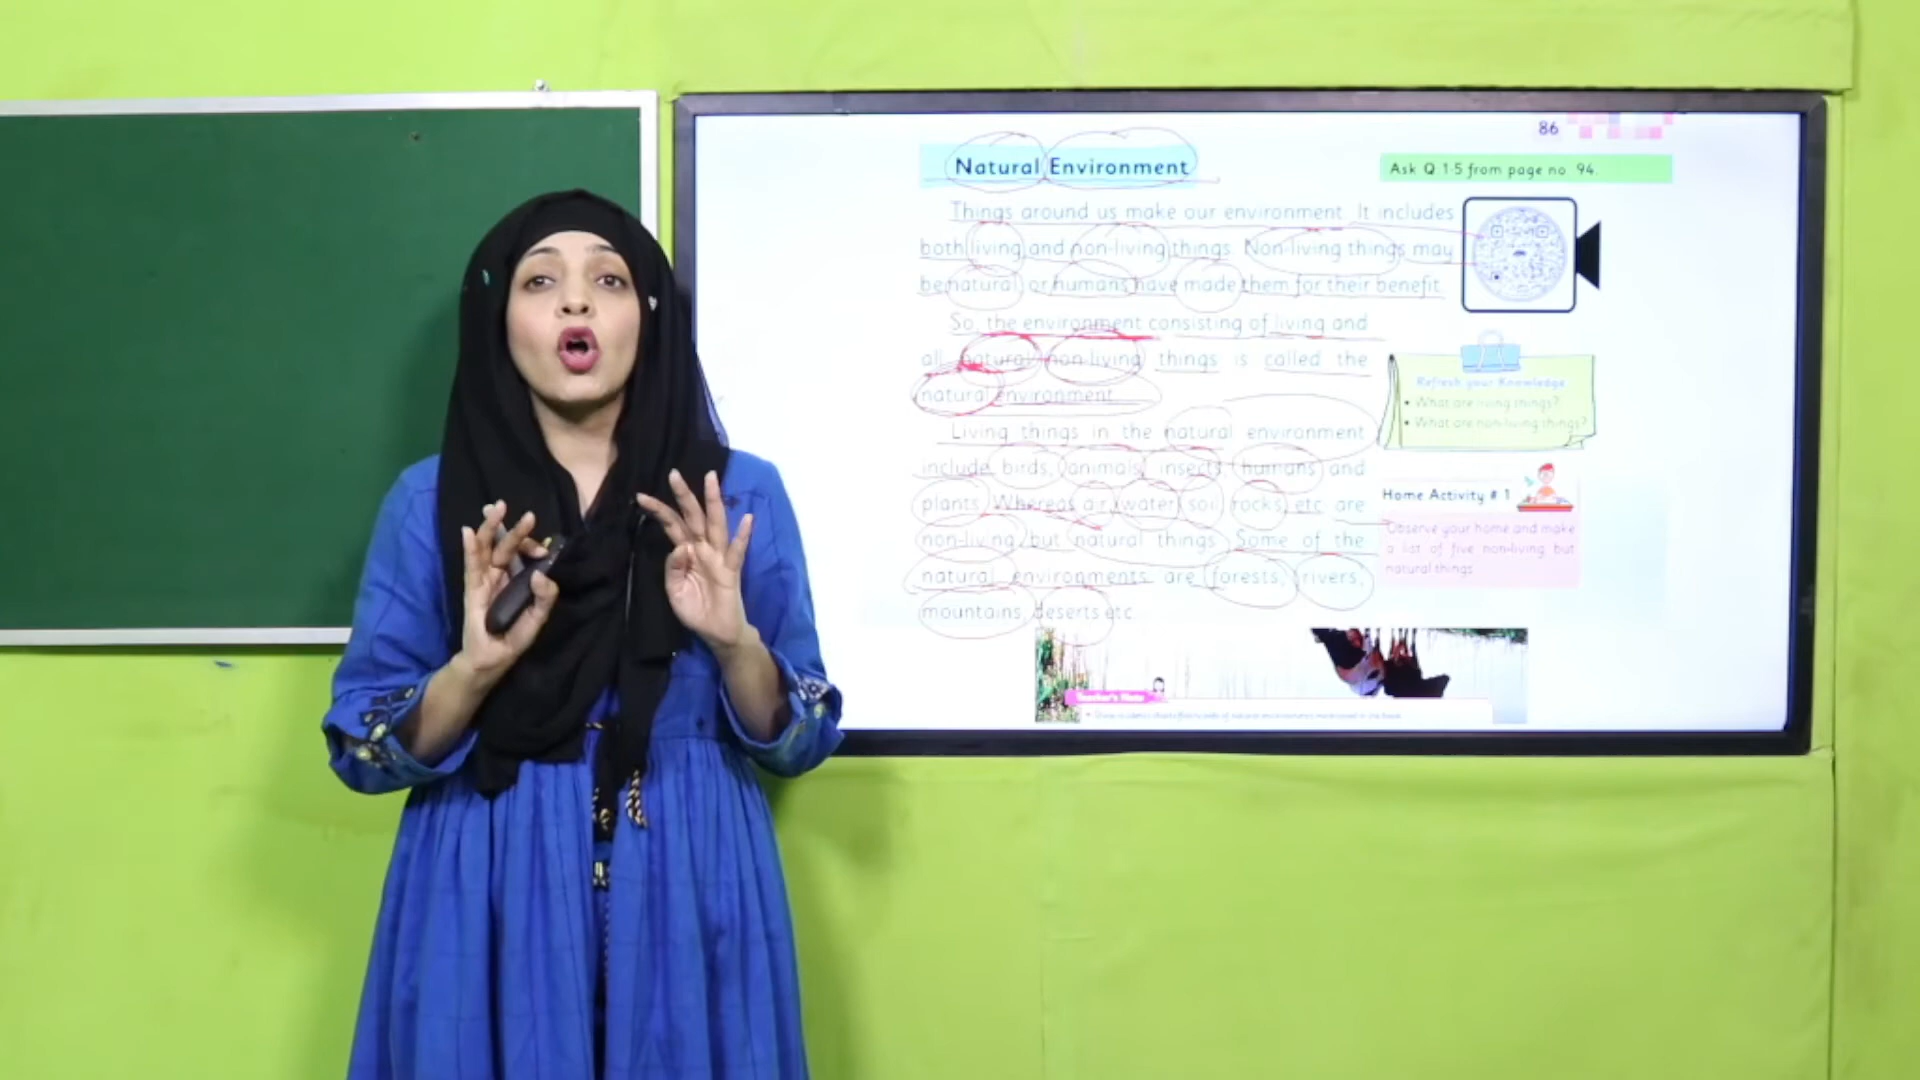 86
Natural Environment
Ask Q 1-5 from page no 94.
Things around us make our environment. It includes
both living and non-living things. Non-living things may
be natural or humans have made them for their benefit.
So, the environment consisting of living and
all natural non-living things is called the
natural environment.
Living things in the natural environment
include birds, animals, insects, humans and
plants. Whereas air, water, soil, rocks, etc. are
non-living but natural things. Some of the
natural environments are forests, rivers,
mountains, deserts etc.
Refresh your Knowledge
• What are living things?
• What are non-living things?
Home Activity # 1
Observe your home and make
a list of five non-living but
natural things.
Teacher's Note